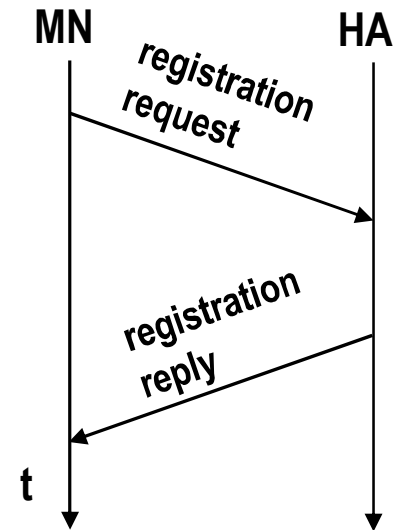 MN
HA
registration
request
registration
reply
t